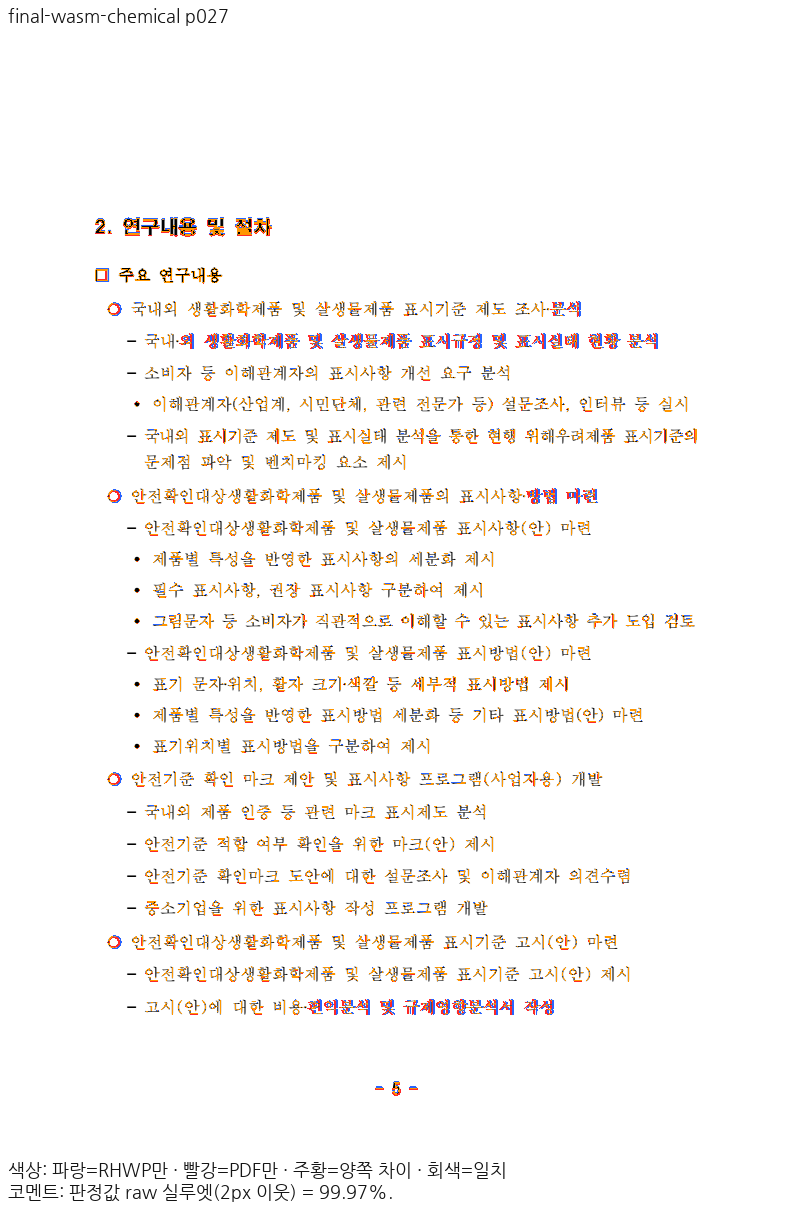 final-wasm-chemical p027
2. 연구내용 및 절차
□ 주요 연구내용
○ 국내외 생활화학제품 및 살생물제품 표시기준 제도 조사·분석
- 국내·외 생활화학제품 및 살생물제품 표시규정 및 표시실태 현황 분석
- 소비자 등 이해관계자의 표시사항 개선 요구 분석
• 이해관계자(산업계, 시민단체, 관련 전문가 등) 설문조사, 인터뷰 등 실시
- 국내외 표시기준 제도 및 표시실태 분석을 통한 현행 위해우려제품 표시기준의
문제점 파악 및 벤치마킹 요소 제시
○ 안전확인대상생활화학제품 및 살생물제품의 표시사항·방법 마련
- 안전확인대상생활화학제품 및 살생물제품 표시사항(안) 마련
• 제품별 특성을 반영한 표시사항의 세분화 제시
• 필수 표시사항, 권장 표시사항 구분하여 제시
• 그림문자 등 소비자가 직관적으로 이해할 수 있는 표시사항 추가 도입 검토
- 안전확인대상생활화학제품 및 살생물제품 표시방법(안) 마련
• 표기 문자·위치, 활자 크기·색깔 등 세부적 표시방법 제시
• 제품별 특성을 반영한 표시방법 세분화 등 기타 표시방법(안) 마련
• 표기위치별 표시방법을 구분하여 제시
○ 안전기준 확인 마크 제안 및 표시사항 프로그램(사업자용) 개발
- 국내외 제품 인증 등 관련 마크 표시제도 분석
- 안전기준 적합 여부 확인을 위한 마크(안) 제시
- 안전기준 확인마크 도안에 대한 설문조사 및 이해관계자 의견수렴
- 중소기업을 위한 표시사항 작성 프로그램 개발
○ 안전확인대상생활화학제품 및 살생물제품 표시기준 고시(안) 마련
- 안전확인대상생활화학제품 및 살생물제품 표시기준 고시(안) 제시
- 고시(안)에 대한 비용·편익분석 및 규제영향분석서 작성
- 5 -
색상: 파랑=RHWP만 · 빨강=PDF만 · 주황=양쪽 차이 · 회색=일치
코멘트: 판정값 raw 실루엣(2px 이웃) = 99.97%.